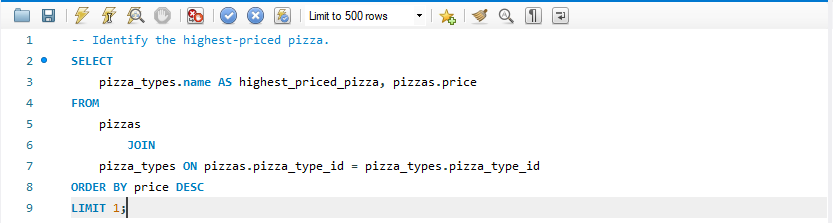 Limit to 500 rows
1 -- Identify the highest-priced pizza.
2 SELECT
3 pizza_types.name AS highest_priced_pizza, pizzas.price
4 FROM
5 pizzas
6 JOIN
7 pizza_types ON pizzas.pizza_type_id = pizza_types.pizza_type_id
8 ORDER BY price DESC
9 LIMIT 1;